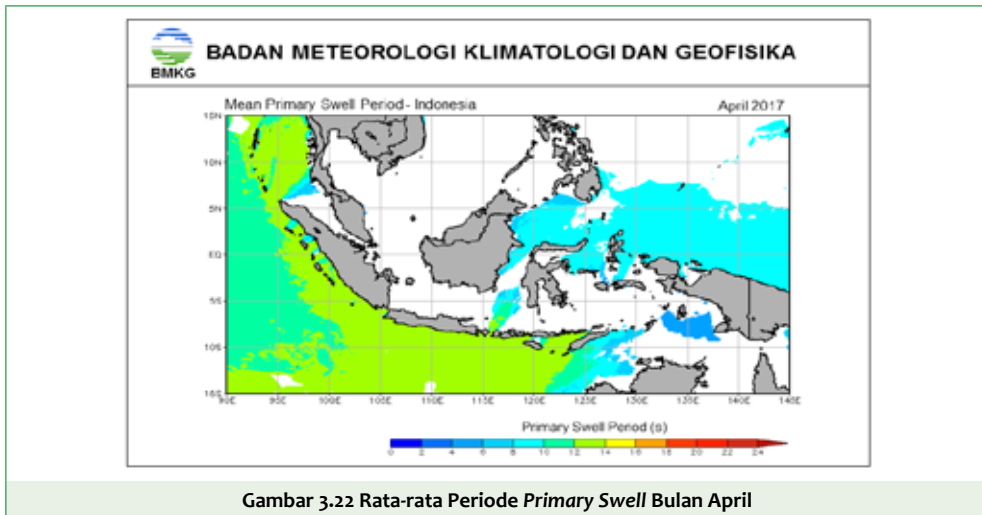 BADAN METEOROLOGI KLIMATOLOGI DAN GEOFISIKA
BMKG
Mean Primary Swell Period - Indonesia April 2017
15N
10N
5N
EQ
5S
10S
15S
90E 95E 100E 105E 110E 115E 120E 125E 130E 135E 140E 145E
Primary Swell Period (s)
0 2 4 6 8 10 12 14 16 18 20 22 24
Gambar 3.22 Rata-rata Periode Primary Swell Bulan April